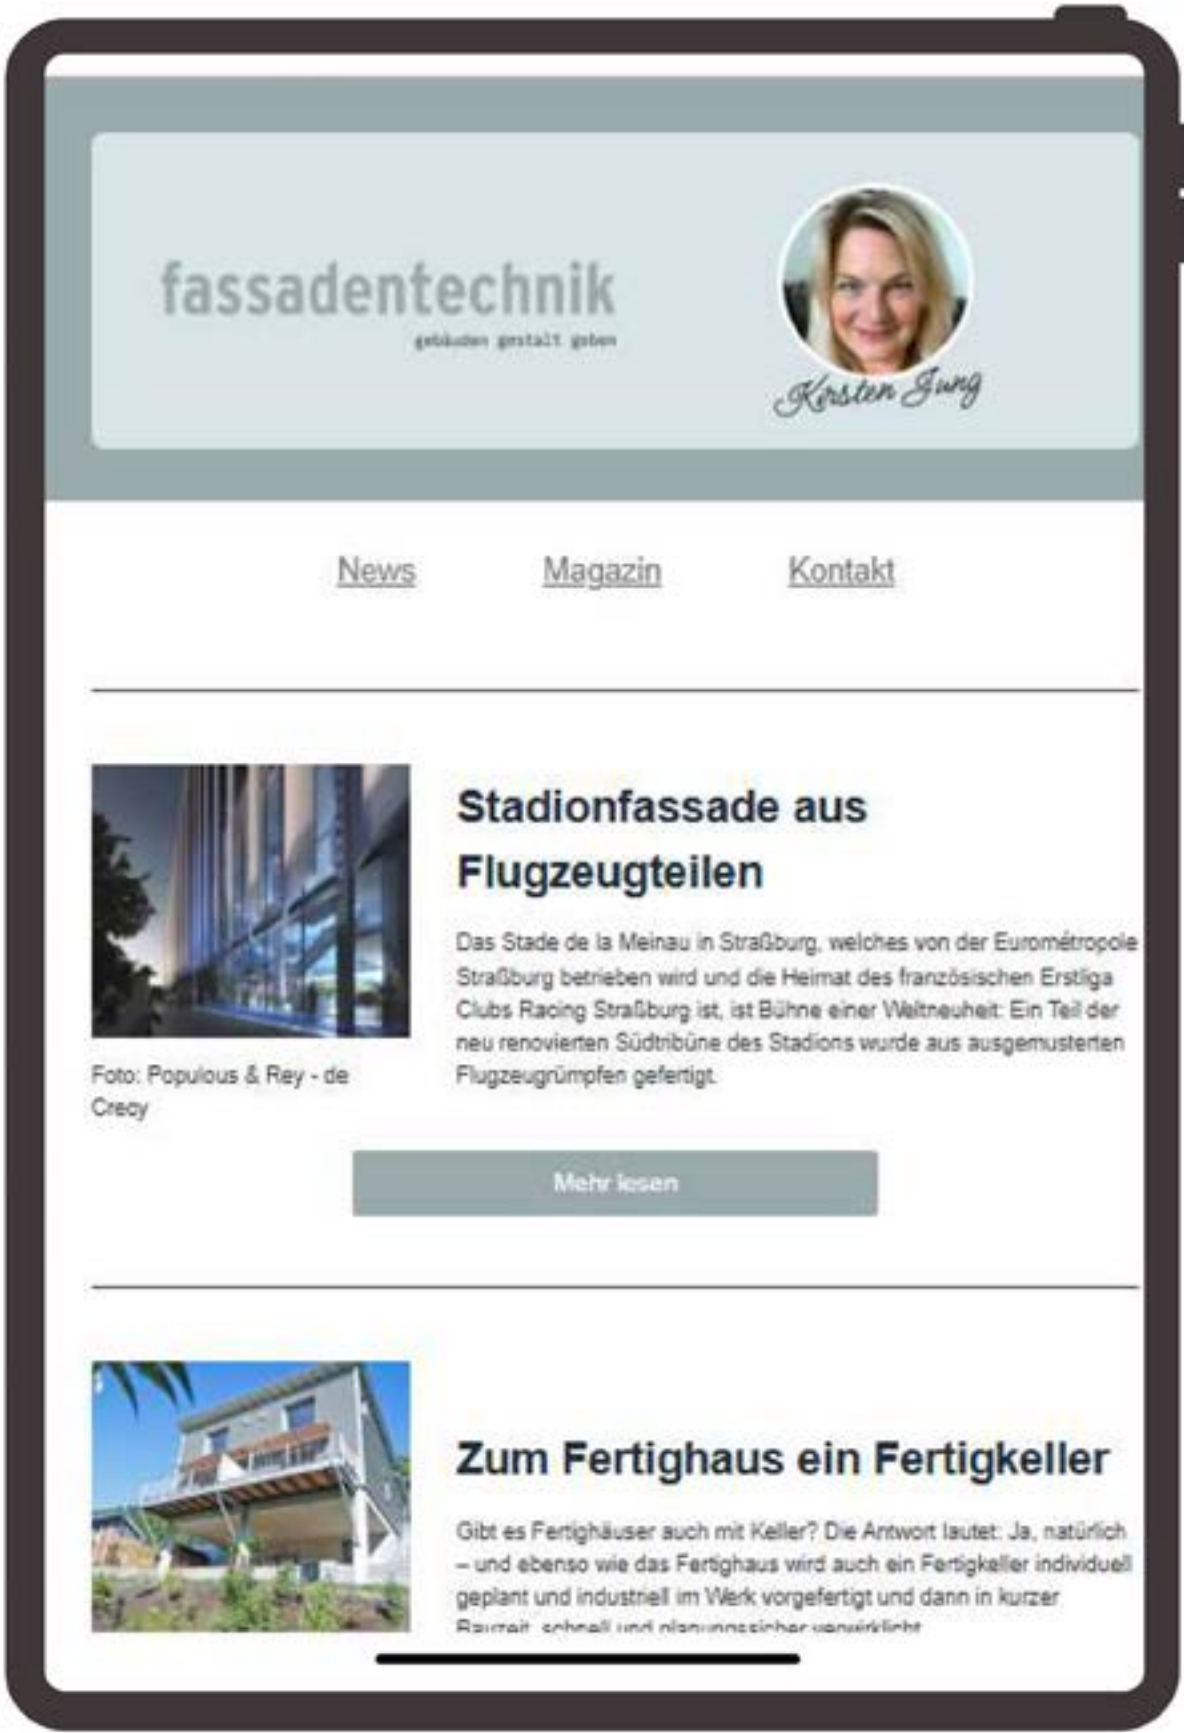 fassadentechnik
gebäuden gestalt geben
Kirsten Jung
News Magazin Kontakt
Stadionfassade aus
Flugzeugteilen
Das Stade de la Meinau in Straßburg, welches von der Eurométropole
Straßburg betrieben wird und die Heimat des französischen Erstliga
Clubs Racing Straßburg ist, ist Bühne einer Weltneuheit: Ein Teil der
neu renovierten Südtribüne des Stadions wurde aus ausgemusterten
Flugzeugrümpfen gefertigt.
Foto: Populous & Rey - de
Crecy
Mehr lesen
Zum Fertighaus ein Fertigkeller
Gibt es Fertighäuser auch mit Keller? Die Antwort lautet: Ja, natürlich
– und ebenso wie das Fertighaus wird auch ein Fertigkeller individuell
geplant und industriell im Werk vorgefertigt und dann in kurzer
Bauzeit, schnell und planungssicher verwirklicht